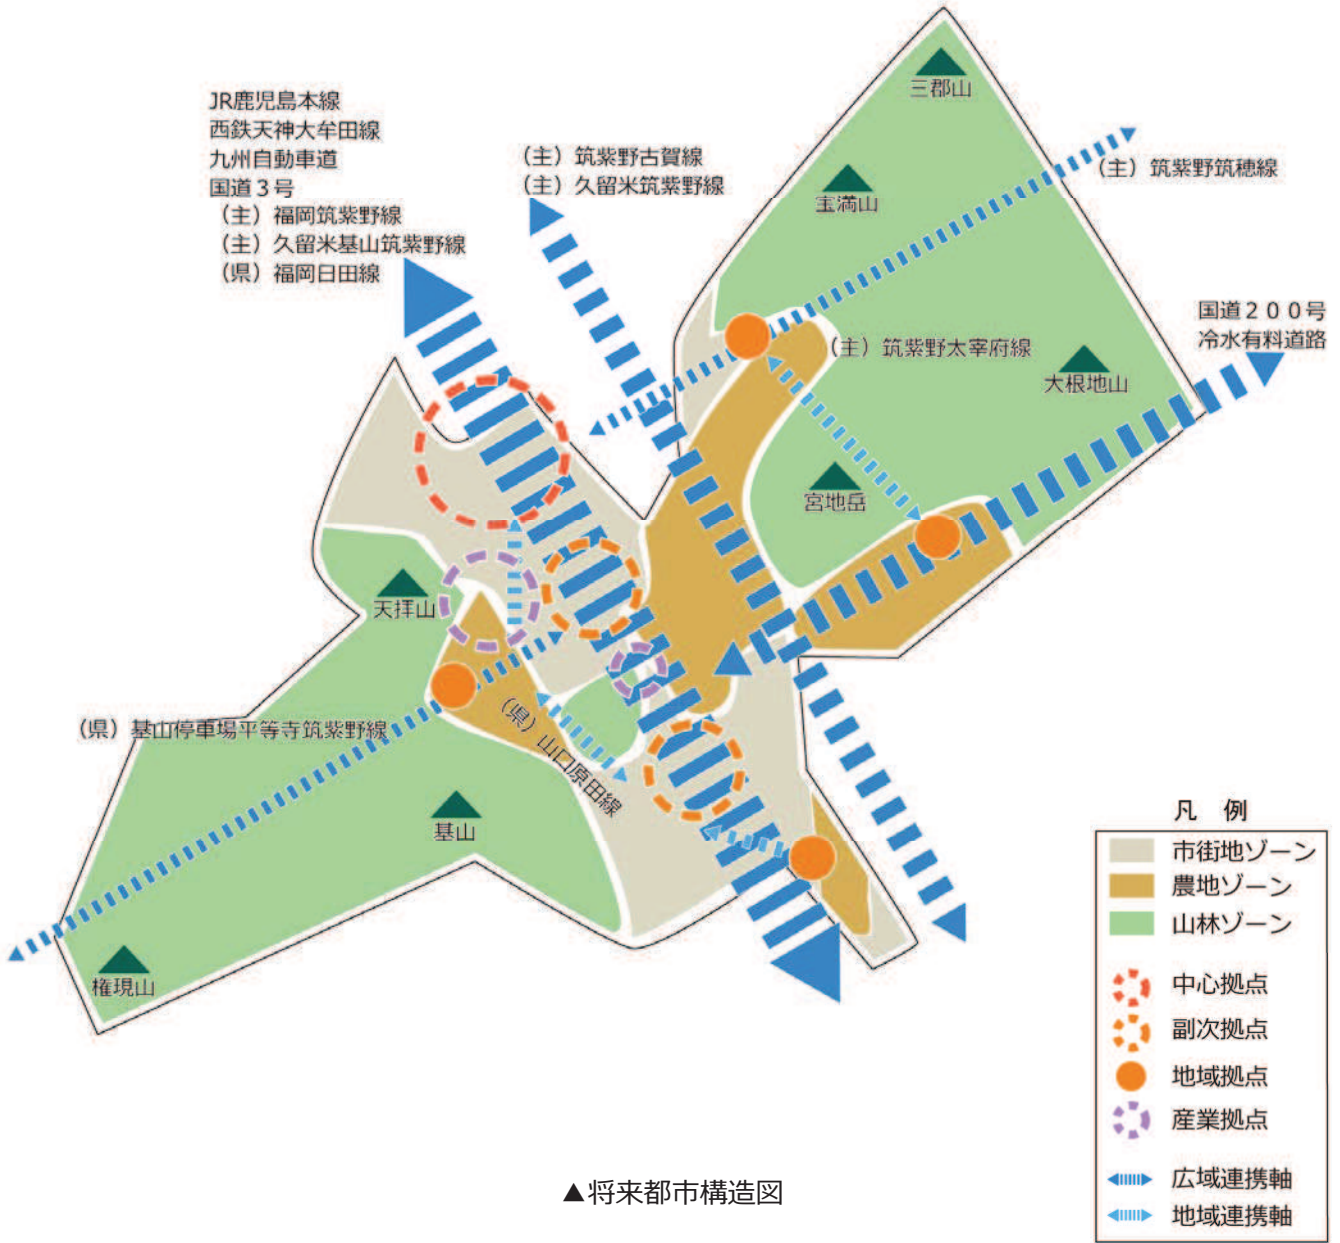 JR鹿児島本線
西鉄天神大牟田線
九州自動車道
国道３号
（主）福岡筑紫野線
（主）久留米基山筑紫野線
（県）福岡日田線
（主）筑紫野古賀線
（主）久留米筑紫野線
三郡山
（主）筑紫野筑穂線
宝満山
国道２００号
冷水有料道路
（主）筑紫野太宰府線
大根地山
宮地岳
天拝山
（県）基山停車場平等寺筑紫野線
（県）山口原田線
基山
権現山
凡　例
市街地ゾーン
農地ゾーン
山林ゾーン
中心拠点
副次拠点
地域拠点
産業拠点
広域連携軸
地域連携軸
▲将来都市構造図